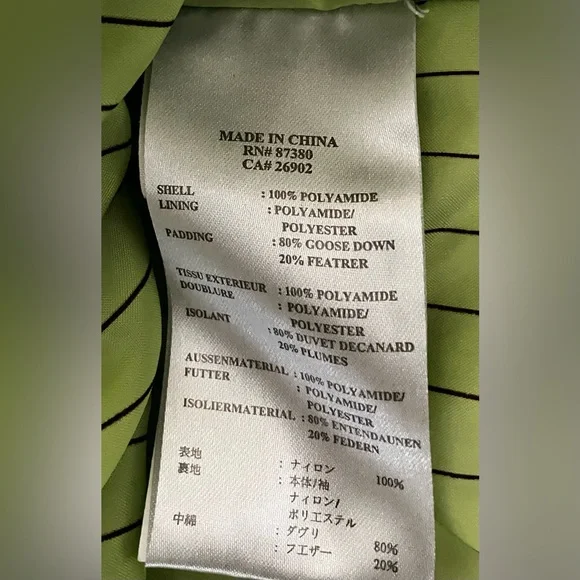 MADE IN CHINA
RN# 87380
CA# 26902
SHELL : 100% POLYAMIDE
LINING : POLYAMIDE/
POLYESTER
PADDING : 80% GOOSE DOWN
20% FEATRER
TISSU EXTERIEUR : 100% POLYAMIDE
DOUBLURE : POLYAMIDE/
POLYESTER
ISOLANT : 80% DUVET DECANARD
20% PLUMES
AUSSENMATERIAL : 100% POLYAMIDE/
FUTTER : POLYAMIDE/
POLYESTER
ISOLIERMATERIAL : 80% ENTENDAUNEN
20% FEDERN
表地 : ナイロン 100%
裏地 : 本体/袖
ナイロン/
ポリエステル
中綿 : ダヴリ 80%
: フエザー 20%